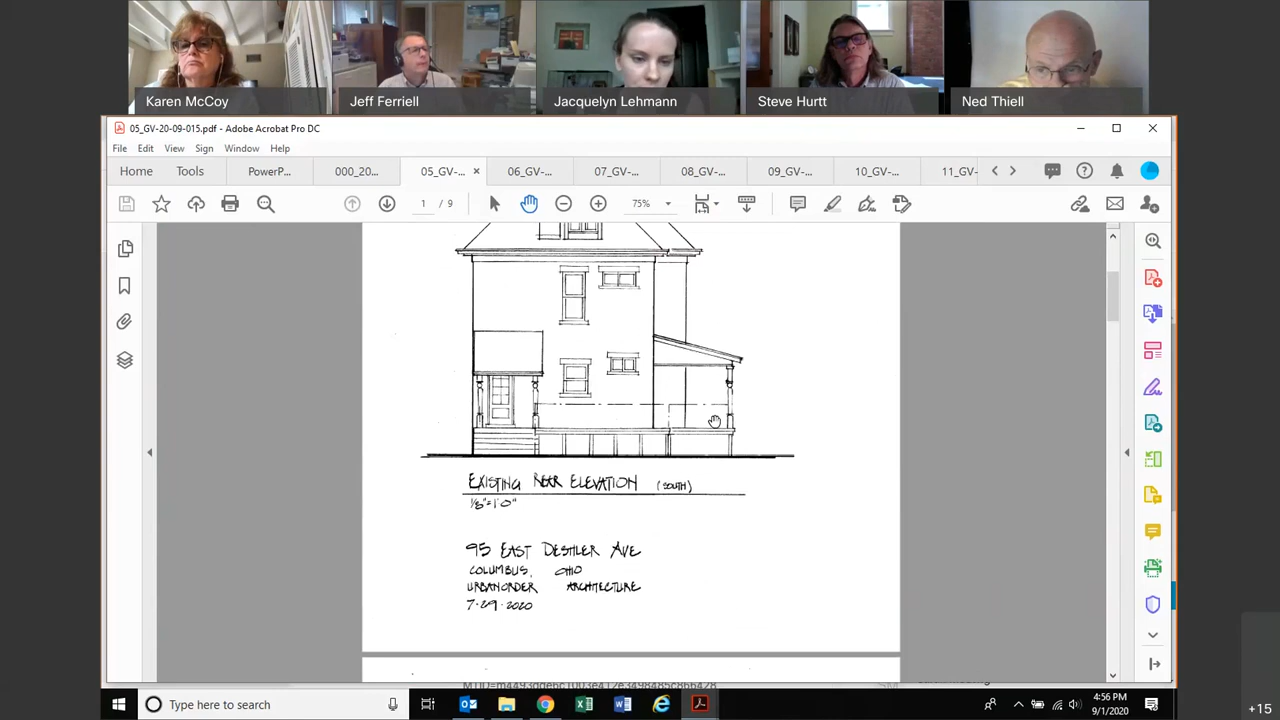 Karen McCoy
Jeff Ferriell
Jacquelyn Lehmann
Steve Hurtt
Ned Thiell
05_GV-20-09-015.pdf - Adobe Acrobat Pro DC
File Edit View Sign Window Help
Home Tools PowerP... 000_20... 05_GV-... 06_GV-... 07_GV-... 08_GV-... 09_GV-... 10_GV-... 11_GV-
1 / 9 75%
EXISTING REAR ELEVATION (SOUTH)
1/8"=1'0"
95 EAST DESHLER AVE
COLUMBUS, OHIO
URBANORDER ARCHITECTURE
7·29·2020
Type here to search
4:56 PM
9/1/2020
+15